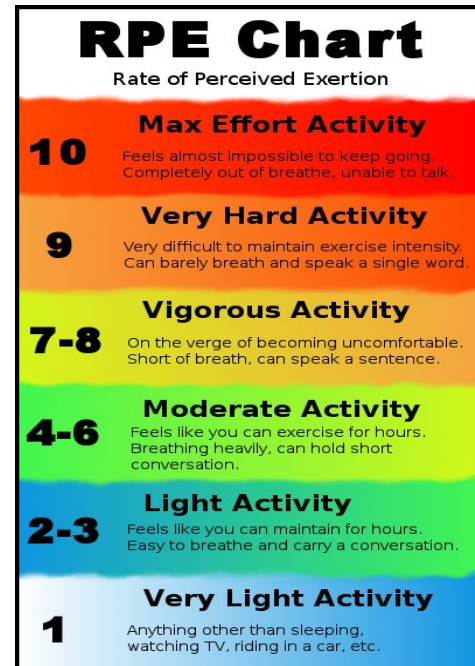 RPE Chart
Rate of Perceived Exertion
10
Max Effort Activity
Feels almost impossible to keep going.
Completely out of breathe, unable to talk.
9
Very Hard Activity
Very difficult to maintain exercise intensity.
Can barely breath and speak a single word.
7-8
Vigorous Activity
On the verge of becoming uncomfortable.
Short of breath, can speak a sentence.
4-6
Moderate Activity
Feels like you can exercise for hours.
Breathing heavily, can hold short
conversation.
2-3
Light Activity
Feels like you can maintain for hours.
Easy to breathe and carry a conversation.
1
Very Light Activity
Anything other than sleeping,
watching TV, riding in a car, etc.